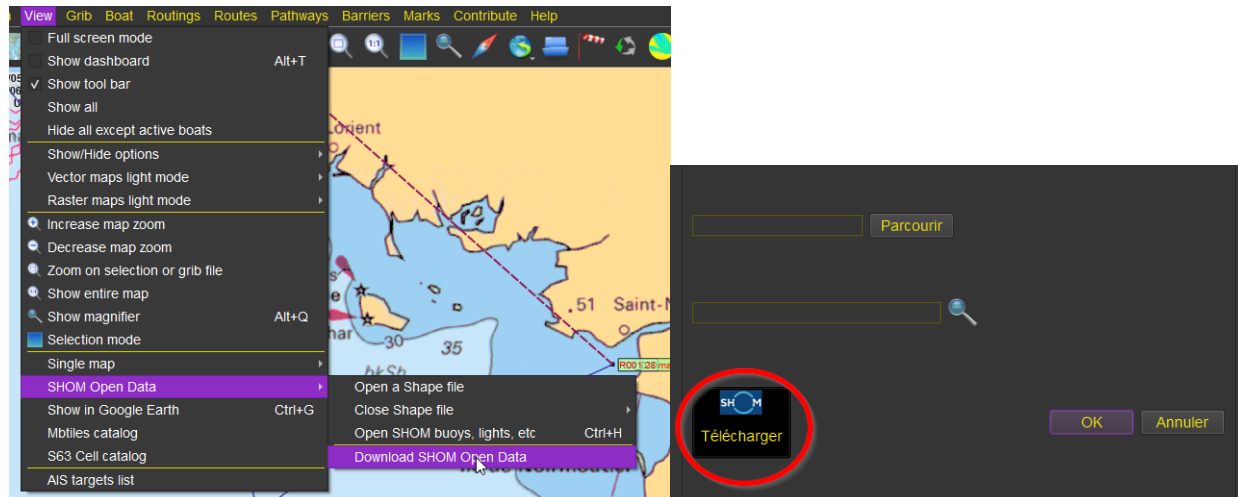 View Grib Boat Routings Routes Pathways Barriers Marks Contribute Help
Full screen mode
Show dashboard Alt+T
Show tool bar
Show all
Hide all except active boats
Show/Hide options
Vector maps light mode
Raster maps light mode
Increase map zoom
Decrease map zoom
Zoom on selection or grib file
Show entire map
Show magnifier Alt+Q
Selection mode
Single map
SHOM Open Data
Show in Google Earth Ctrl+G
Mbtiles catalog
S63 Cell catalog
AIS targets list
Open a Shape file
Close Shape file
Open SHOM buoys, lights, etc Ctrl+H
Download SHOM Open Data
1:1
Lorient
.51 Saint-N
30
35
bkSh
Parcourir
SHOM
Télécharger
OK Annuler